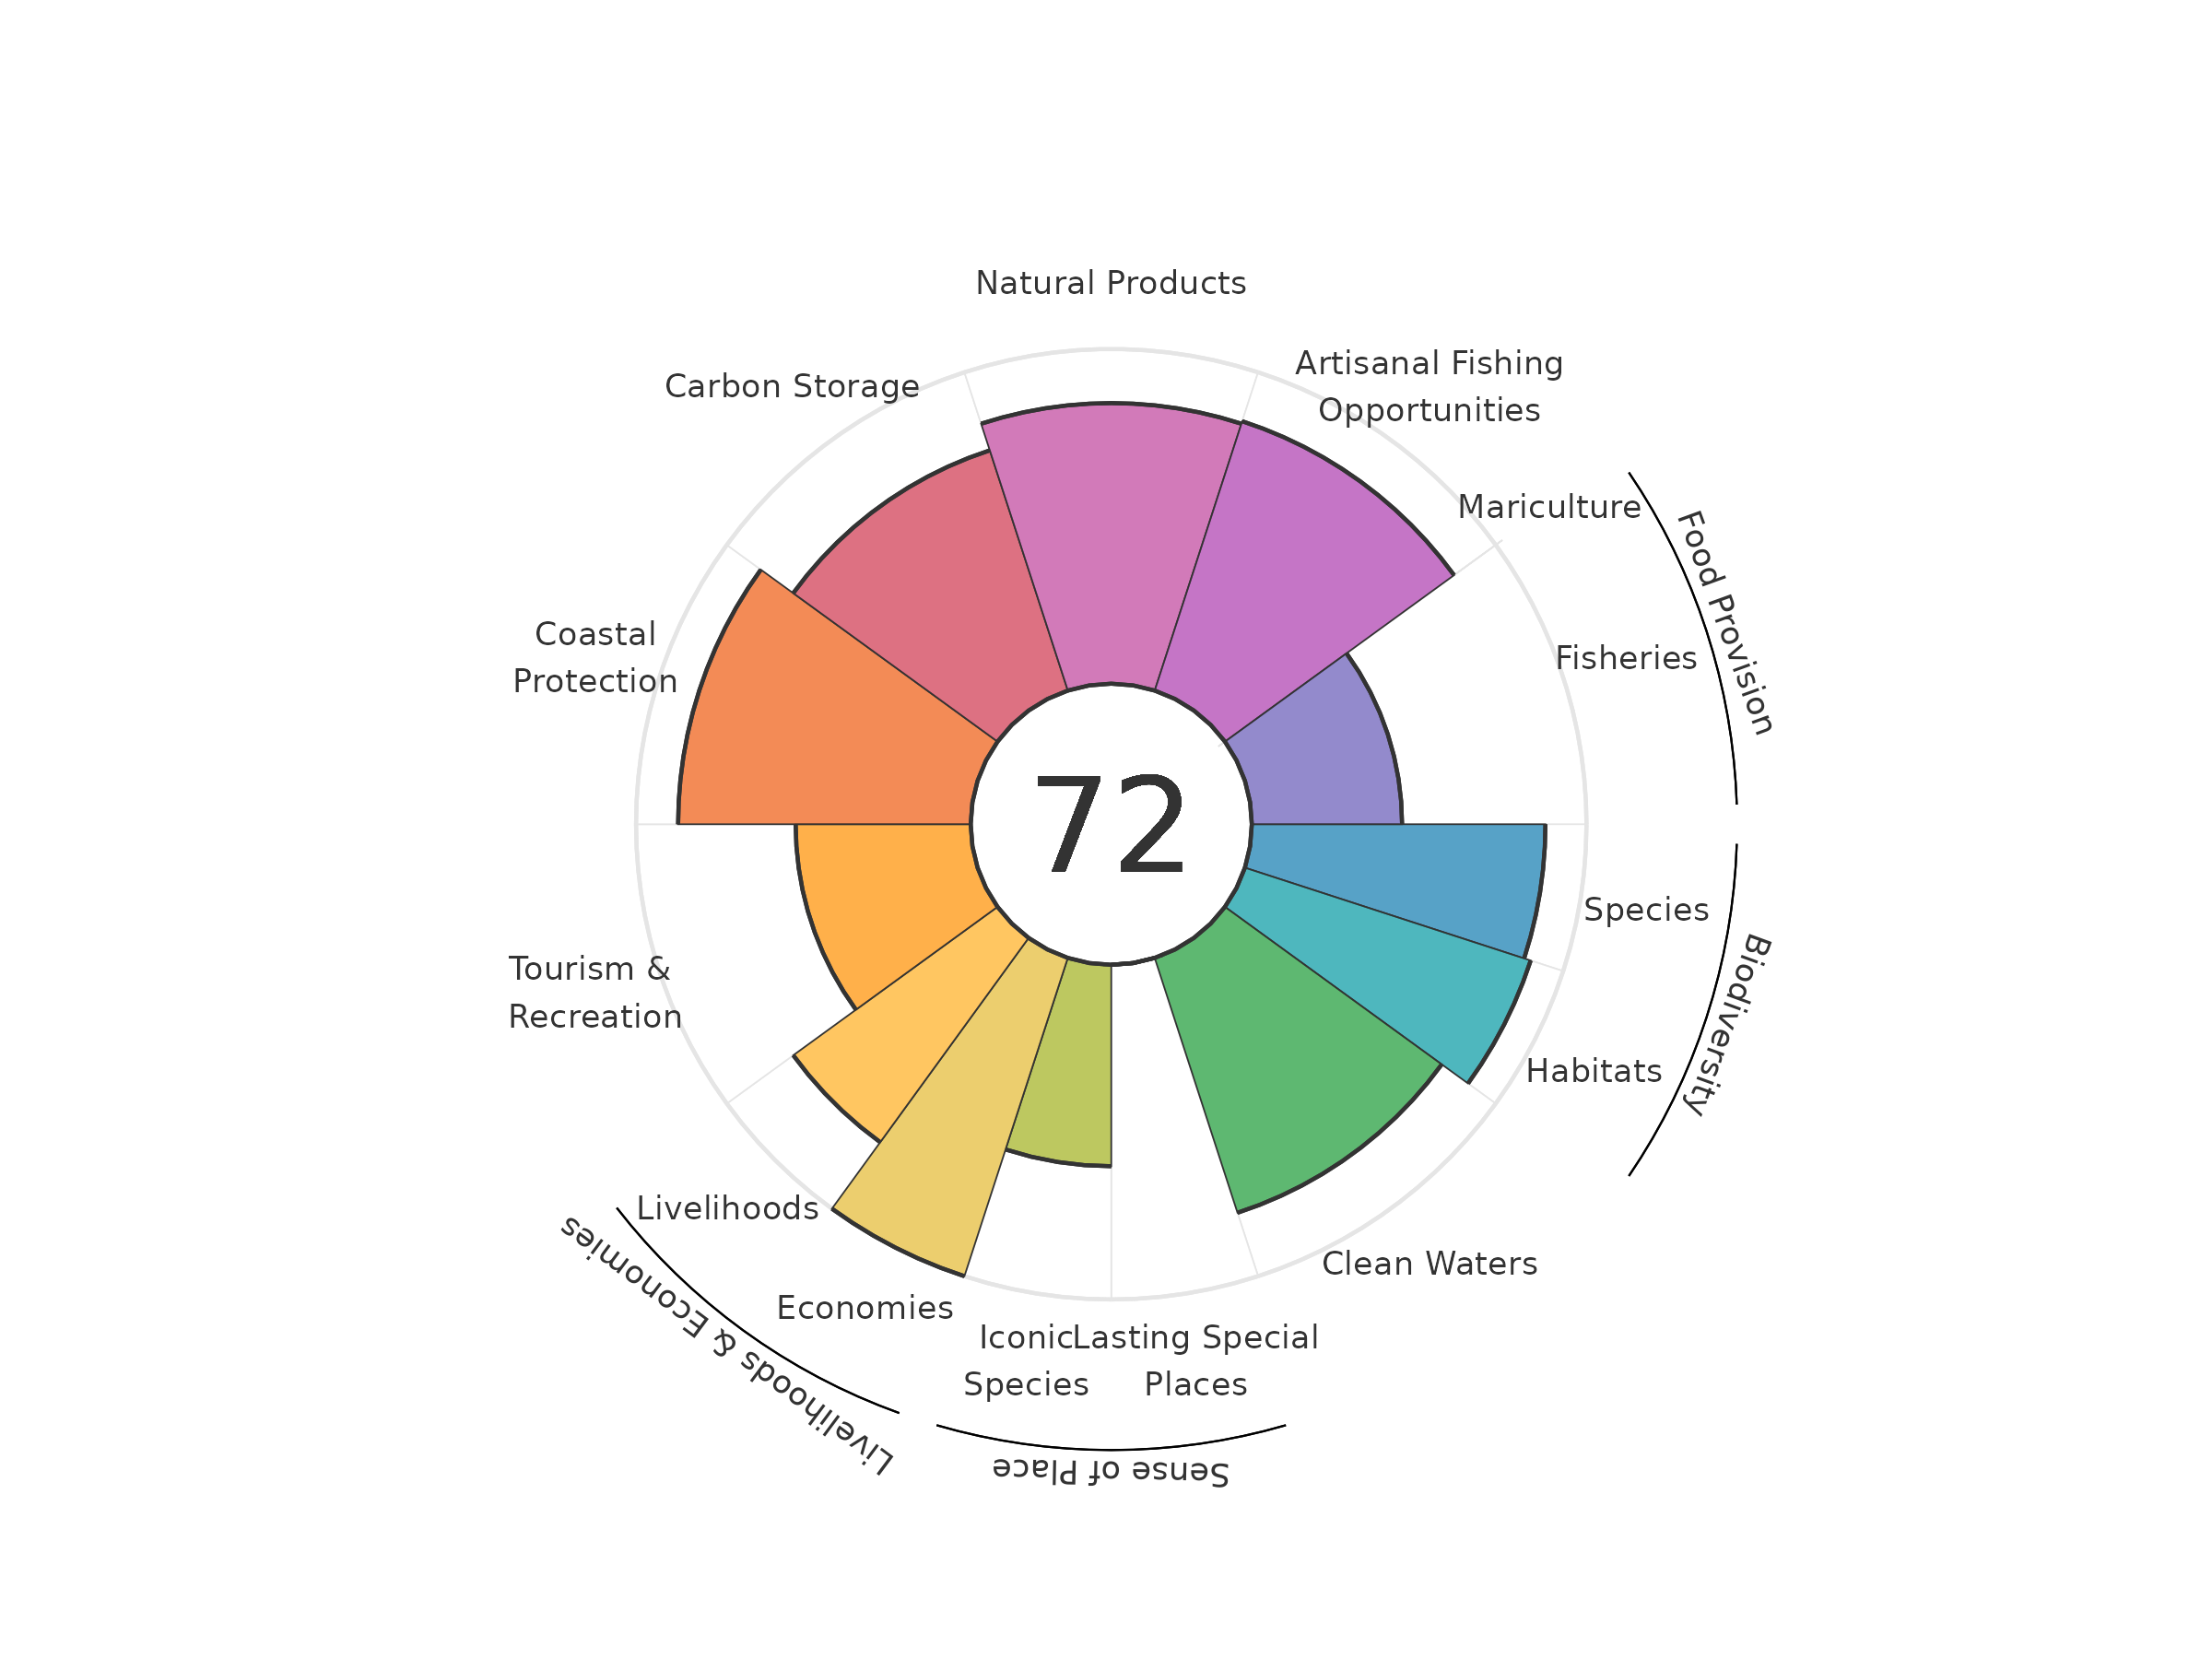 Natural Products
Carbon Storage
Artisanal Fishing
Opportunities
Mariculture
Food Provision
Fisheries
Coastal
Protection
72
Species
Biodiversity
Tourism &
Recreation
Habitats
Livelihoods
Livelihoods & Economies
Clean Waters
Economies
Iconic
Species
Lasting Special
Places
Sense of Place